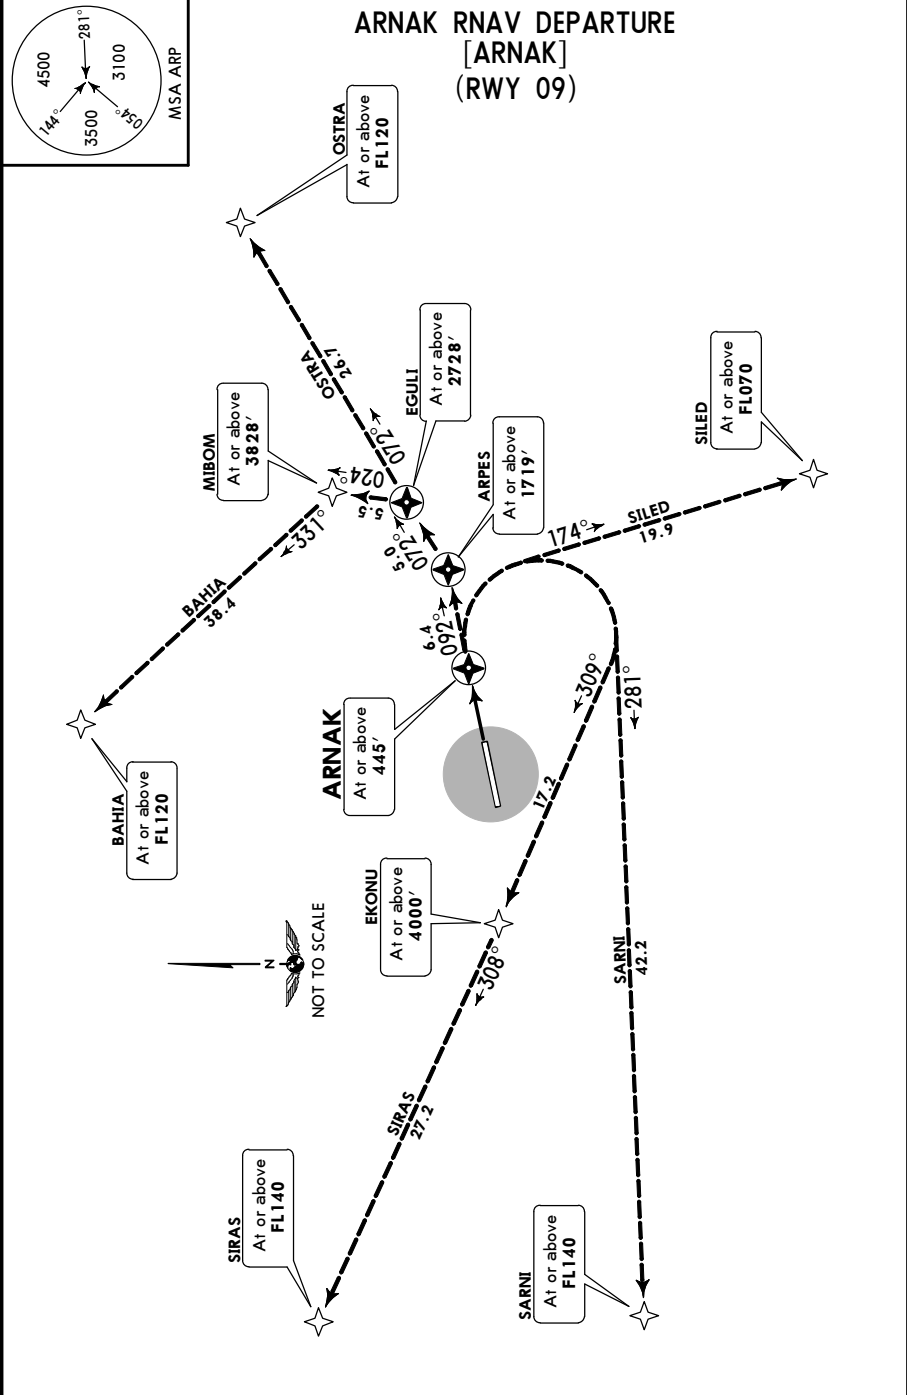 ARNAK RNAV DEPARTURE
[ARNAK]
(RWY 09)
4500
281°
3100
144°
3500
054°
MSA ARP
OSTRA
At or above
FL120
OSTRA
26.7
072°
EGULI
At or above
2728'
MIBOM
At or above
3828'
024°
5.5
ARPES
At or above
1719'
5.0
072°
SILED
At or above
FL070
174°
SILED
19.9
331°
BAHIA
38.4
6.4
092°
ARNAK
At or above
445'
309°
281°
17.2
BAHIA
At or above
FL120
EKONU
At or above
4000'
N
NOT TO SCALE
308°
SARNI
42.2
SIRAS
27.2
SIRAS
At or above
FL140
SARNI
At or above
FL140